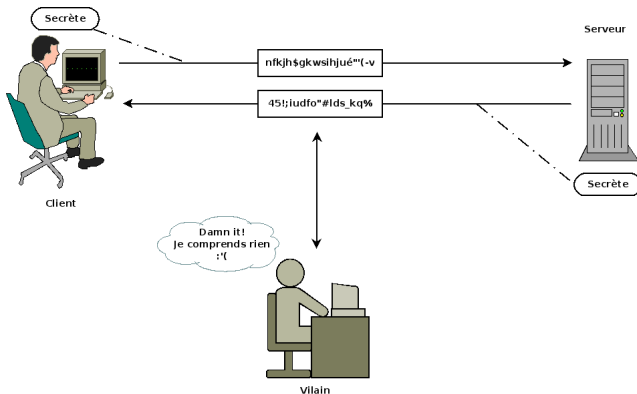 Secrète
Serveur
nfkjh$gkwsihjué"'(-v
45!;iudfo"#lds_kq%
Secrète
Client
Damn it!
Je comprends rien
:'(
Vilain